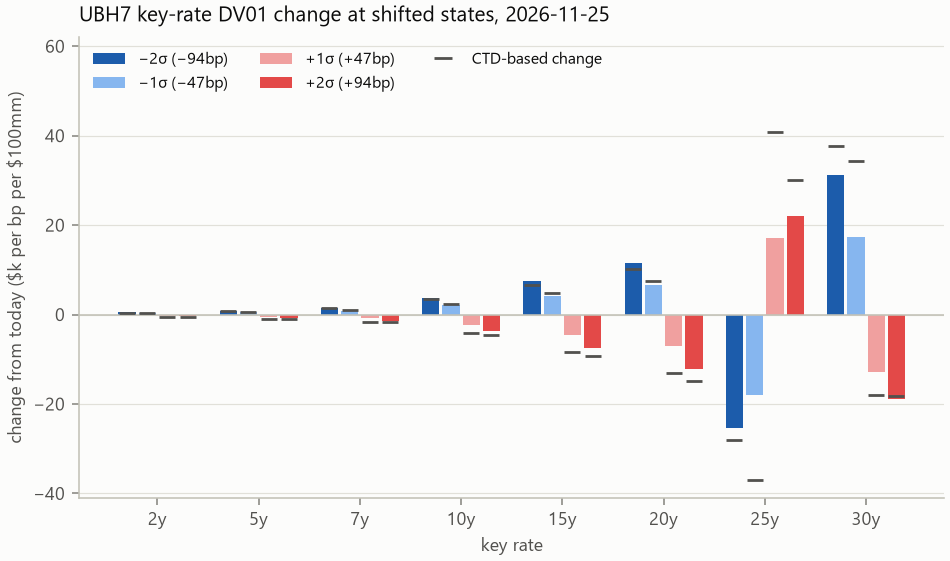 UBH7 key-rate DV01 change at shifted states, 2026-11-25
−2σ (−94bp)
−1σ (−47bp)
+1σ (+47bp)
+2σ (+94bp)
CTD-based change
change from today ($k per bp per $100mm)
60
40
20
0
−20
−40
2y
5y
7y
10y
15y
20y
25y
30y
key rate